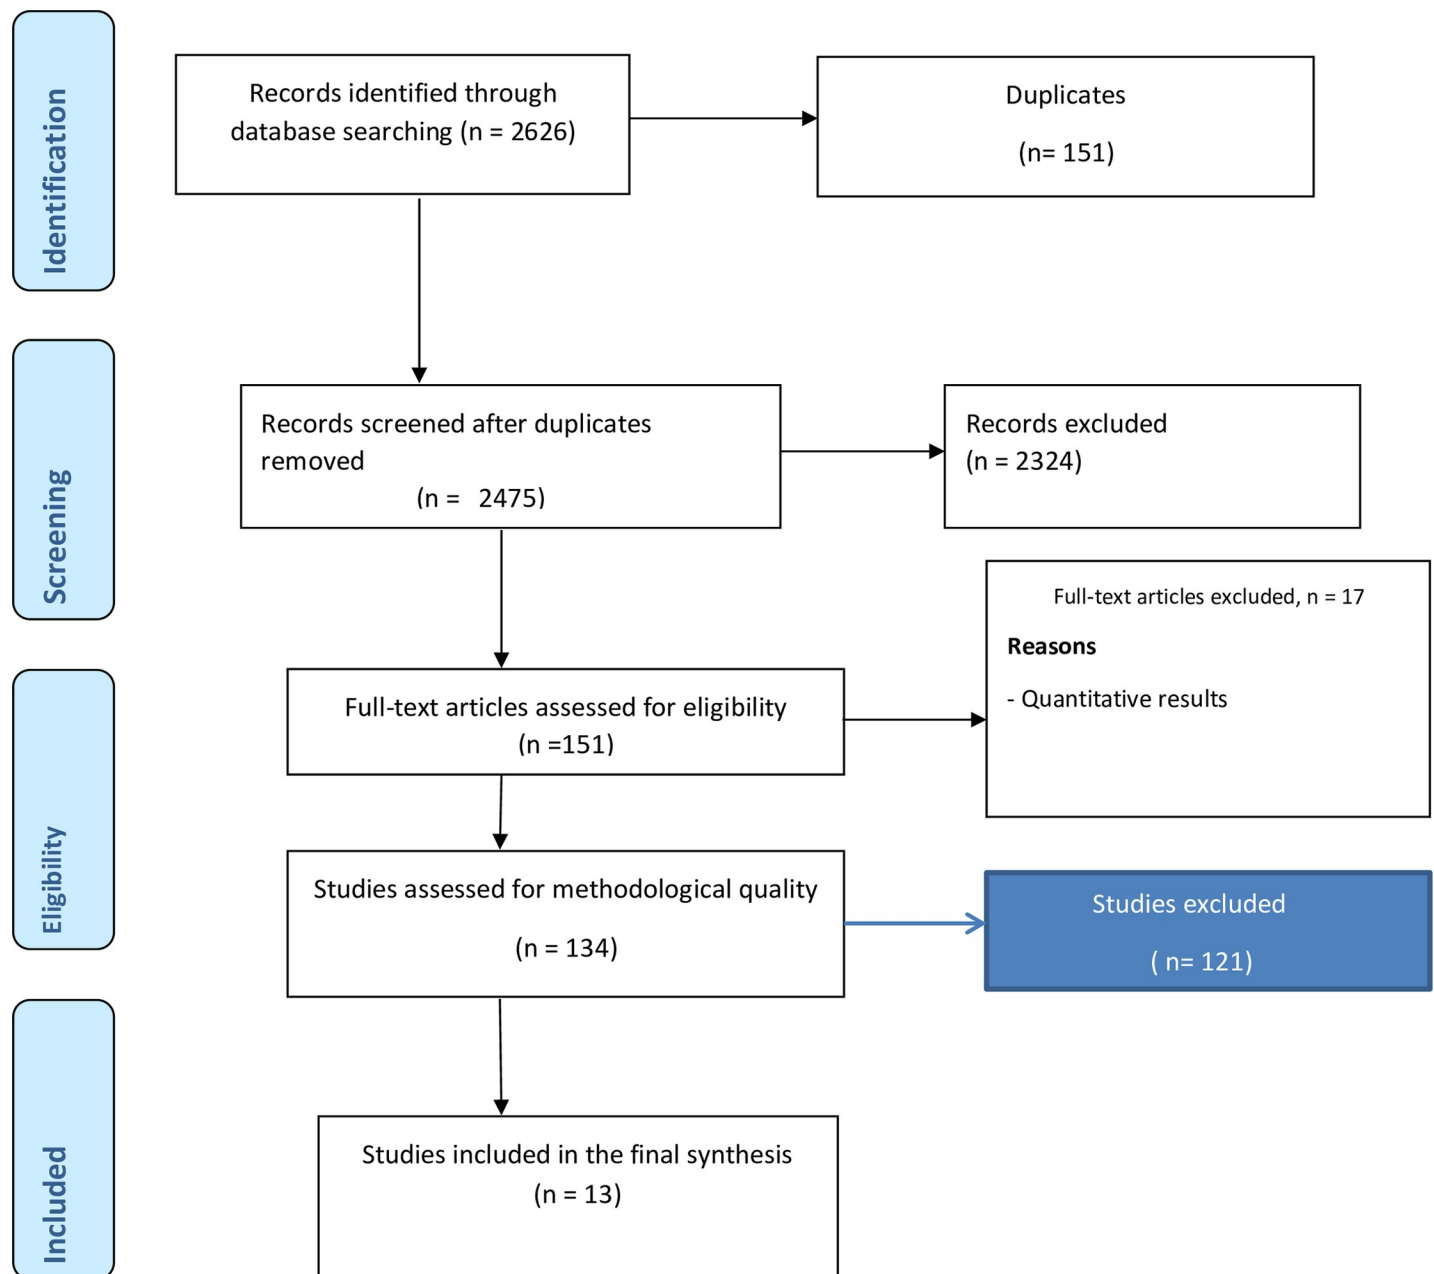 Identification
Records identified through
database searching (n = 2626)
Duplicates
(n= 151)
Screening
Records screened after duplicates
removed
(n =   2475)
Records excluded
(n = 2324)
Full-text articles excluded, n = 17
Reasons
- Quantitative results
Eligibility
Full-text articles assessed for eligibility
(n =151)
Studies assessed for methodological quality
(n = 134)
Studies excluded
( n= 121)
Included
Studies included in the final synthesis
(n = 13)